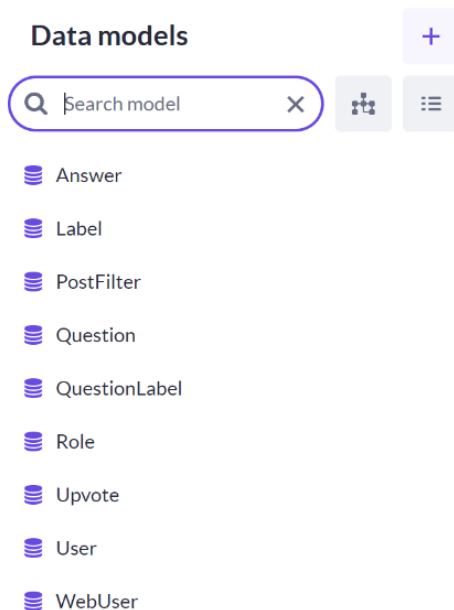 Data models
Search model
Answer
Label
PostFilter
Question
QuestionLabel
Role
Upvote
User
WebUser